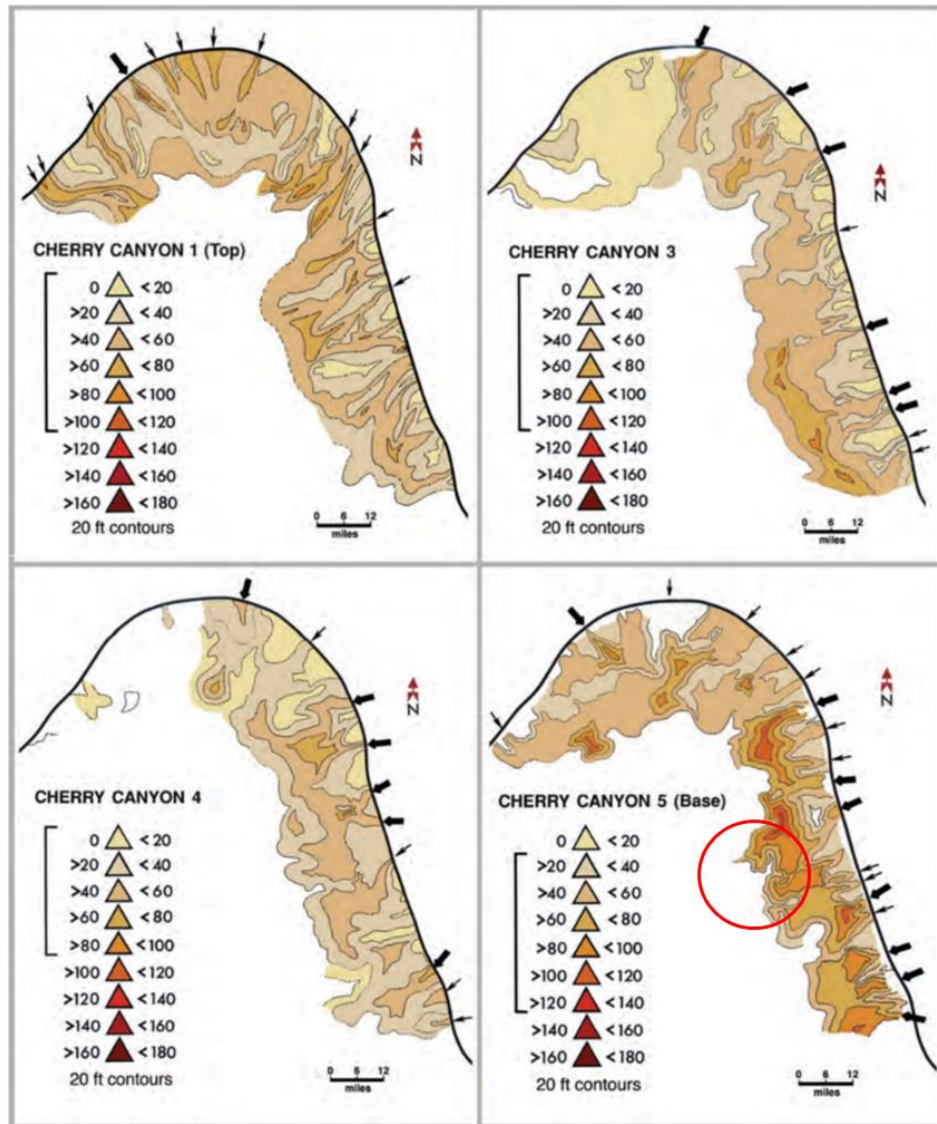 N
CHERRY CANYON 1 (Top)
0 <20
>20 <40
>40 <60
>60 <80
>80 <100
>100 <120
>120 <140
>140 <160
>160 <180
20 ft contours
0 6 12
miles
N
CHERRY CANYON 3
0 <20
>20 <40
>40 <60
>60 <80
>80 <100
>100 <120
>120 <140
>140 <160
>160 <180
20 ft contours
0 6 12
miles
N
CHERRY CANYON 4
0 <20
>20 <40
>40 <60
>60 <80
>80 <100
>100 <120
>120 <140
>140 <160
>160 <180
20 ft contours
0 6 12
miles
N
CHERRY CANYON 5 (Base)
0 <20
>20 <40
>40 <60
>60 <80
>80 <100
>100 <120
>120 <140
>140 <160
>160 <180
20 ft contours
0 6 12
miles